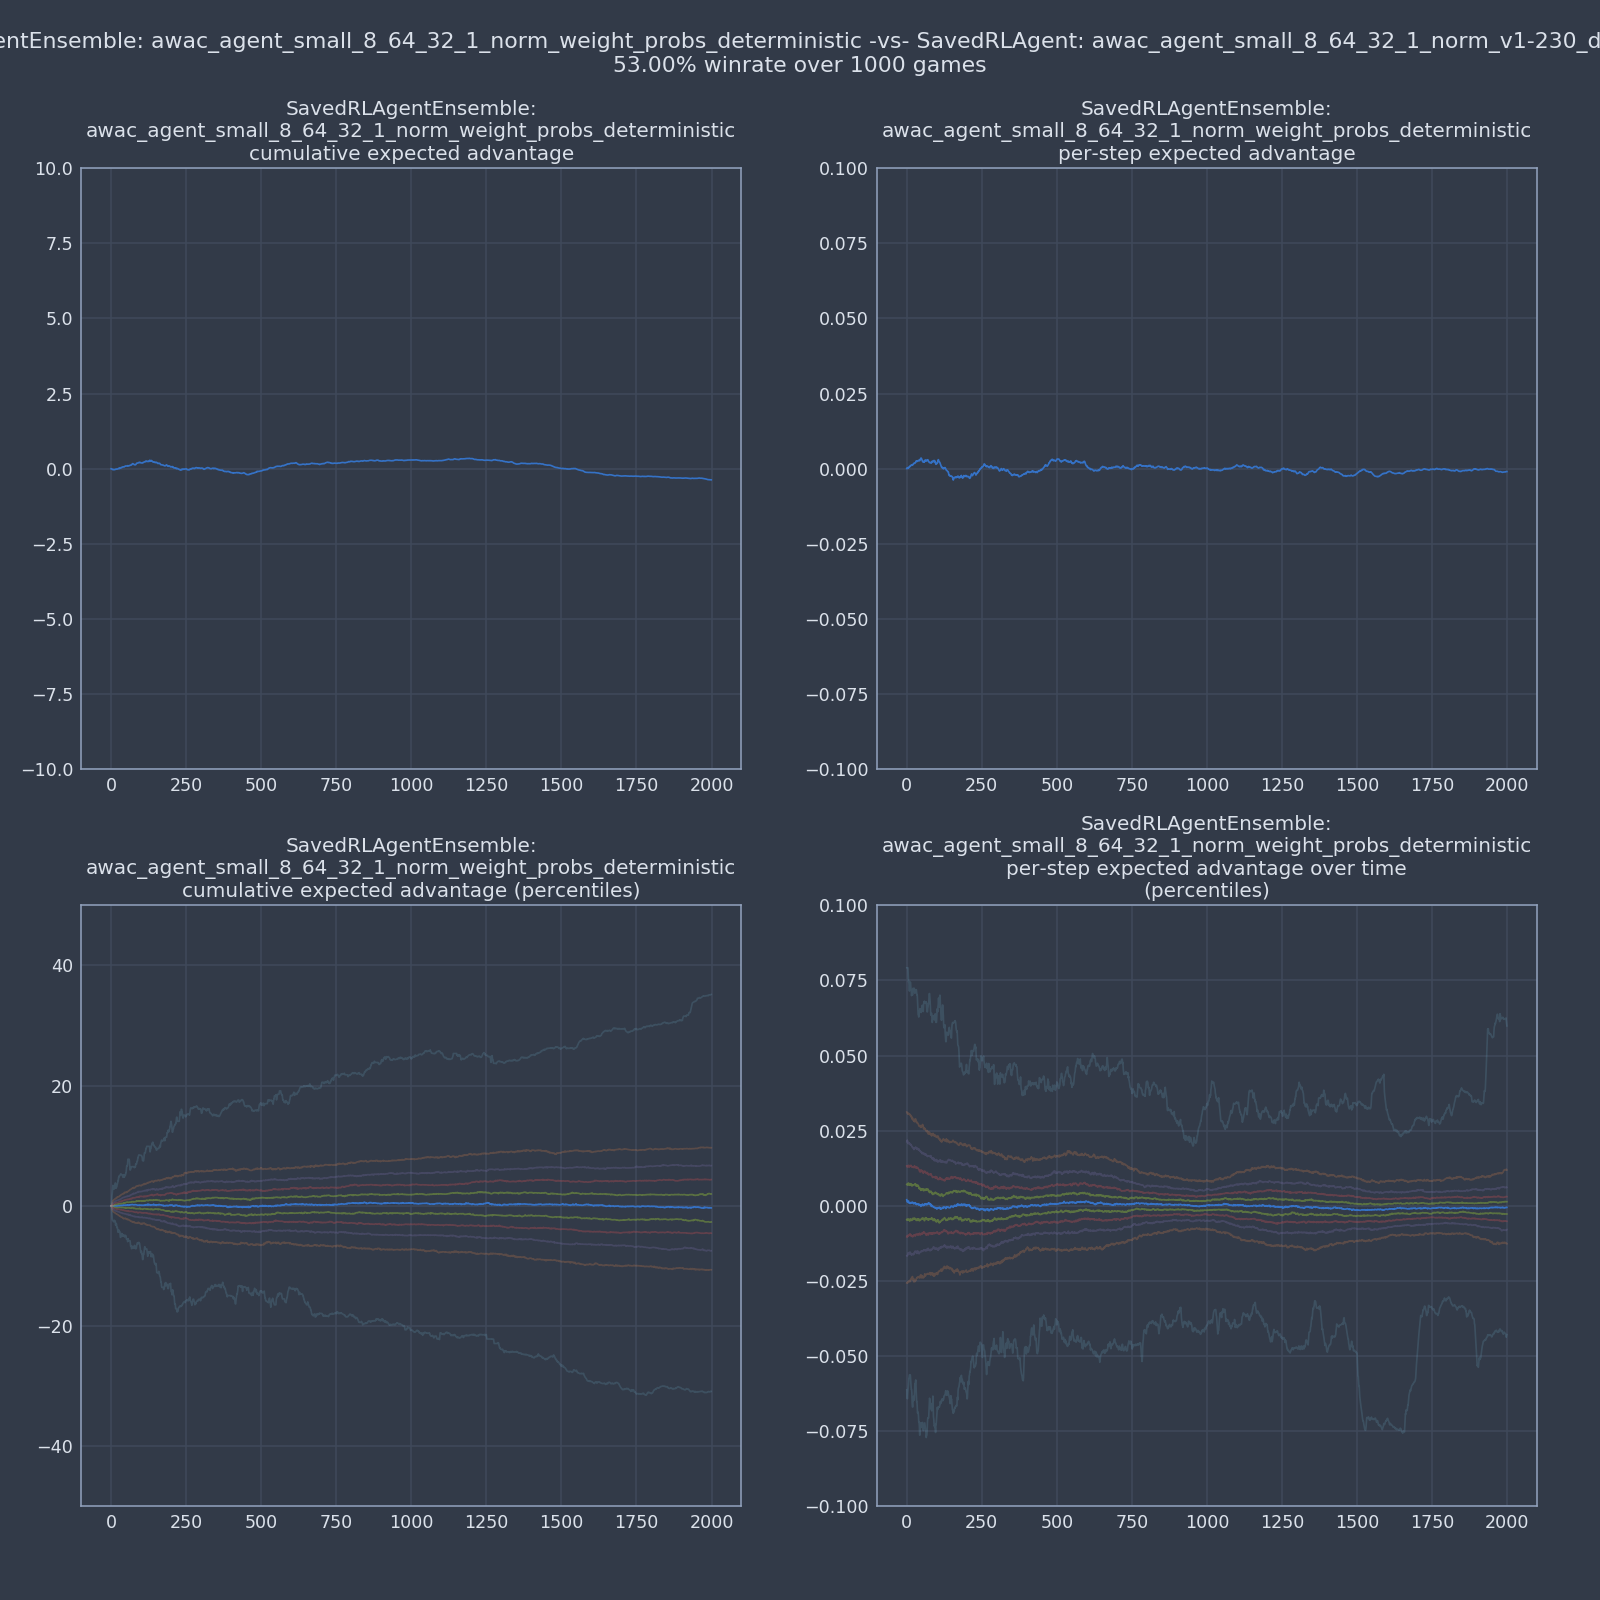 entEnsemble: awac_agent_small_8_64_32_1_norm_weight_probs_deterministic -vs- SavedRLAgent: awac_agent_small_8_64_32_1_norm_v1-230_d
53.00% winrate over 1000 games
SavedRLAgentEnsemble:
awac_agent_small_8_64_32_1_norm_weight_probs_deterministic
cumulative expected advantage
10.0
7.5
5.0
2.5
0.0
−2.5
−5.0
−7.5
−10.0
0 250 500 750 1000 1250 1500 1750 2000
SavedRLAgentEnsemble:
awac_agent_small_8_64_32_1_norm_weight_probs_deterministic
per-step expected advantage
0.100
0.075
0.050
0.025
0.000
−0.025
−0.050
−0.075
−0.100
0 250 500 750 1000 1250 1500 1750 2000
SavedRLAgentEnsemble:
awac_agent_small_8_64_32_1_norm_weight_probs_deterministic
cumulative expected advantage (percentiles)
40
20
0
−20
−40
0 250 500 750 1000 1250 1500 1750 2000
SavedRLAgentEnsemble:
awac_agent_small_8_64_32_1_norm_weight_probs_deterministic
per-step expected advantage over time
(percentiles)
0.100
0.075
0.050
0.025
0.000
−0.025
−0.050
−0.075
−0.100
0 250 500 750 1000 1250 1500 1750 2000